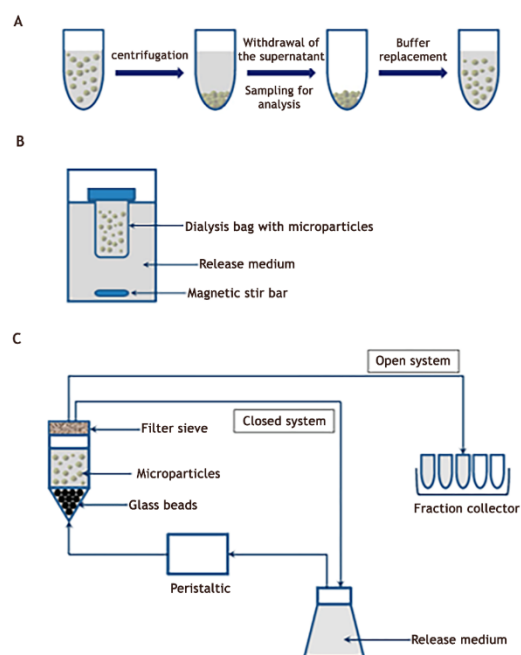 A
centrifugation
Withdrawal of
the supernatant
Sampling for
analysis
Buffer
replacement
B
Dialysis bag with microparticles
Release medium
Magnetic stir bar
C
Open system
Closed system
Filter sieve
Microparticles
Glass beads
Fraction collector
Peristaltic
Release medium